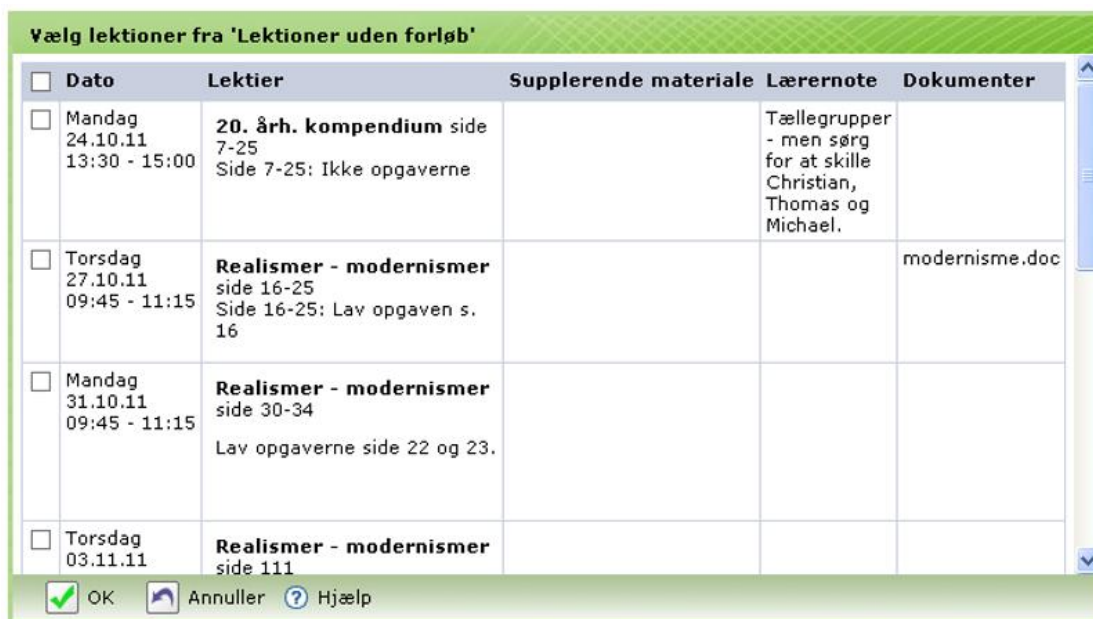 Vælg lektioner fra 'Lektioner uden forløb'
Dato Lektier Supplerende materiale Lærernote Dokumenter
Mandag
24.10.11
13:30 - 15:00
20. årh. kompendium side
7-25
Side 7-25: Ikke opgaverne
Tællegrupper
- men sørg
for at skille
Christian,
Thomas og
Michael.
Torsdag
27.10.11
09:45 - 11:15
Realismer - modernismer
side 16-25
Side 16-25: Lav opgaven s.
16
modernisme.doc
Mandag
31.10.11
09:45 - 11:15
Realismer - modernismer
side 30-34
Lav opgaverne side 22 og 23.
Torsdag
03.11.11
Realismer - modernismer
side 111
OK Annuller ? Hjælp